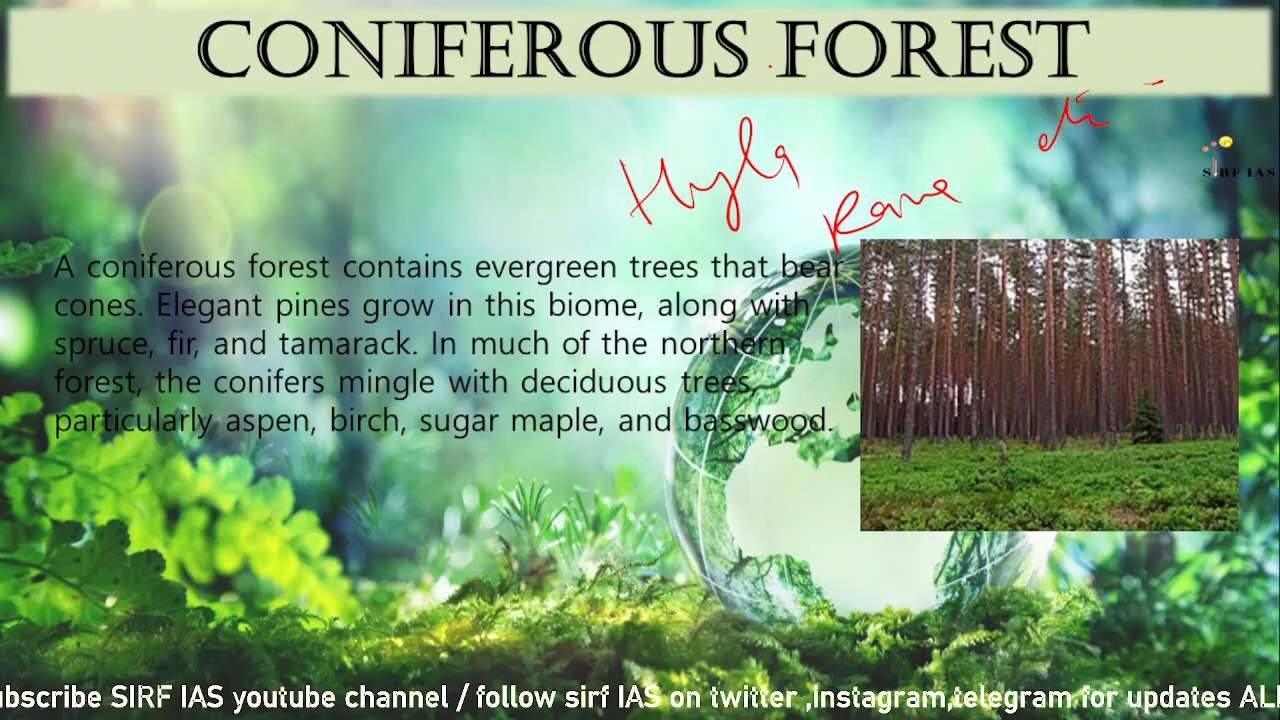 CONIFEROUS FOREST
Hyla
Rana
SIRF IAS
A coniferous forest contains evergreen trees that bear
cones. Elegant pines grow in this biome, along with
spruce, fir, and tamarack. In much of the northern
forest, the conifers mingle with deciduous trees,
particularly aspen, birch, sugar maple, and basswood.
ubscribe SIRF IAS youtube channel / follow sirf IAS on twitter ,Instagram,telegram for updates AL